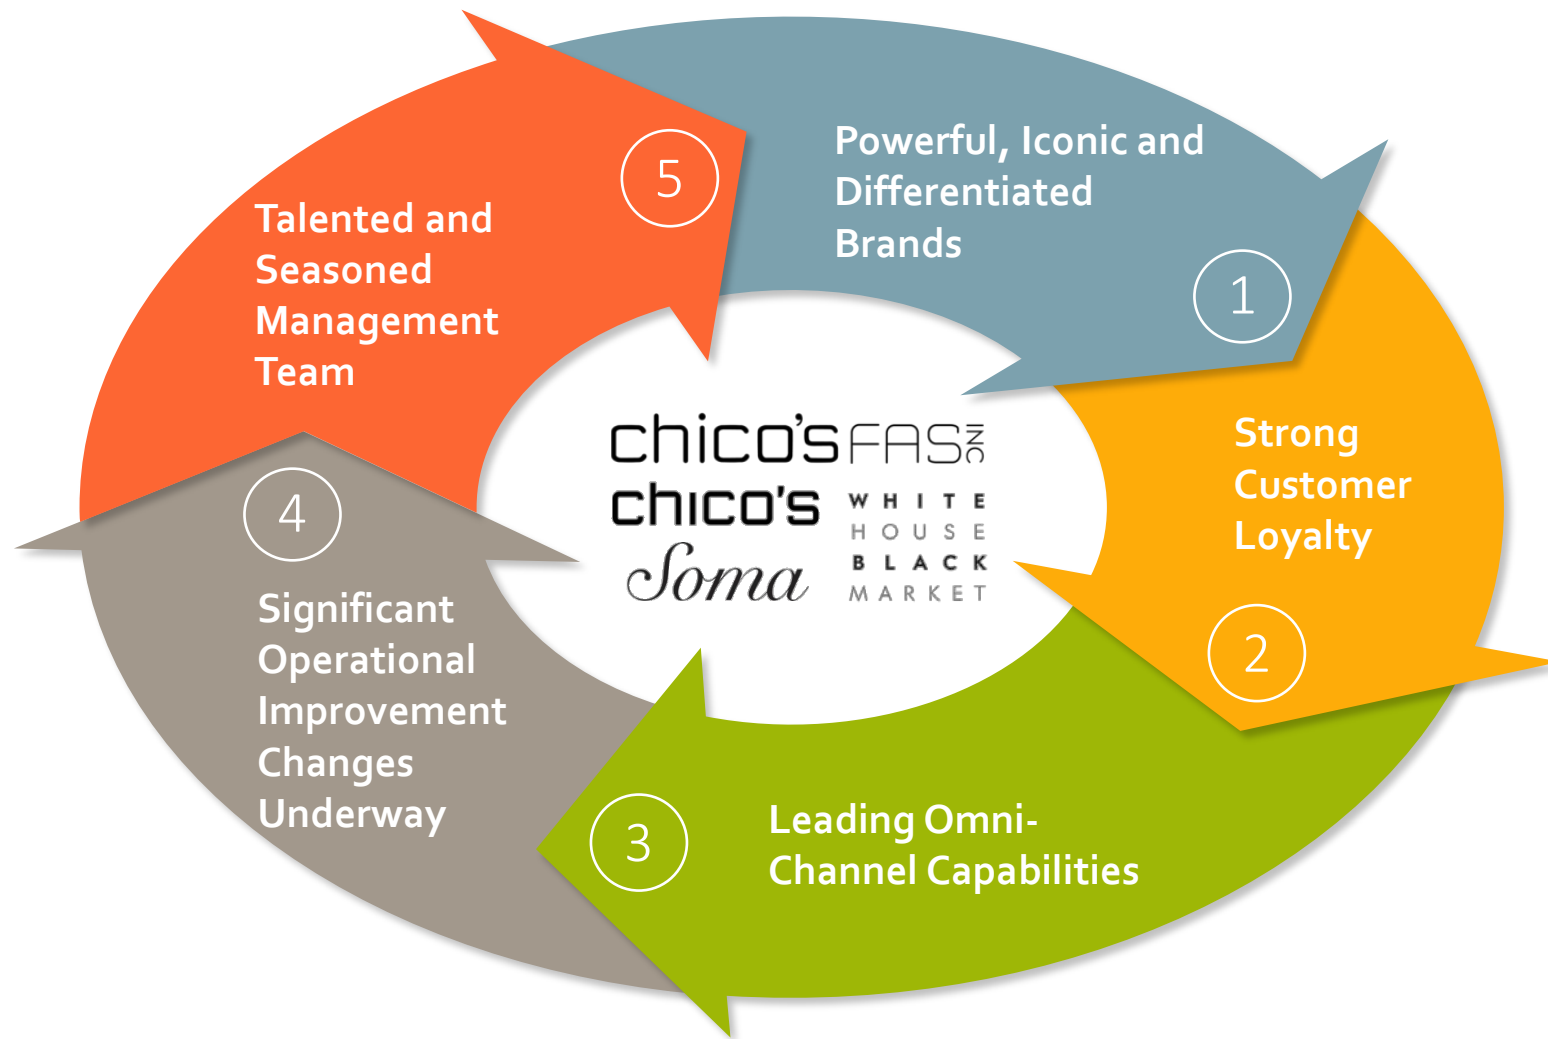 Powerful, Iconic and
Differentiated
Brands
1
Strong
Customer
Loyalty
2
Leading Omni-
Channel Capabilities
3
4
Significant
Operational
Improvement
Changes
Underway
5
Talented and
Seasoned
Management
Team
chico's FAS INC
chico's
Soma
WHITE
HOUSE
BLACK
MARKET